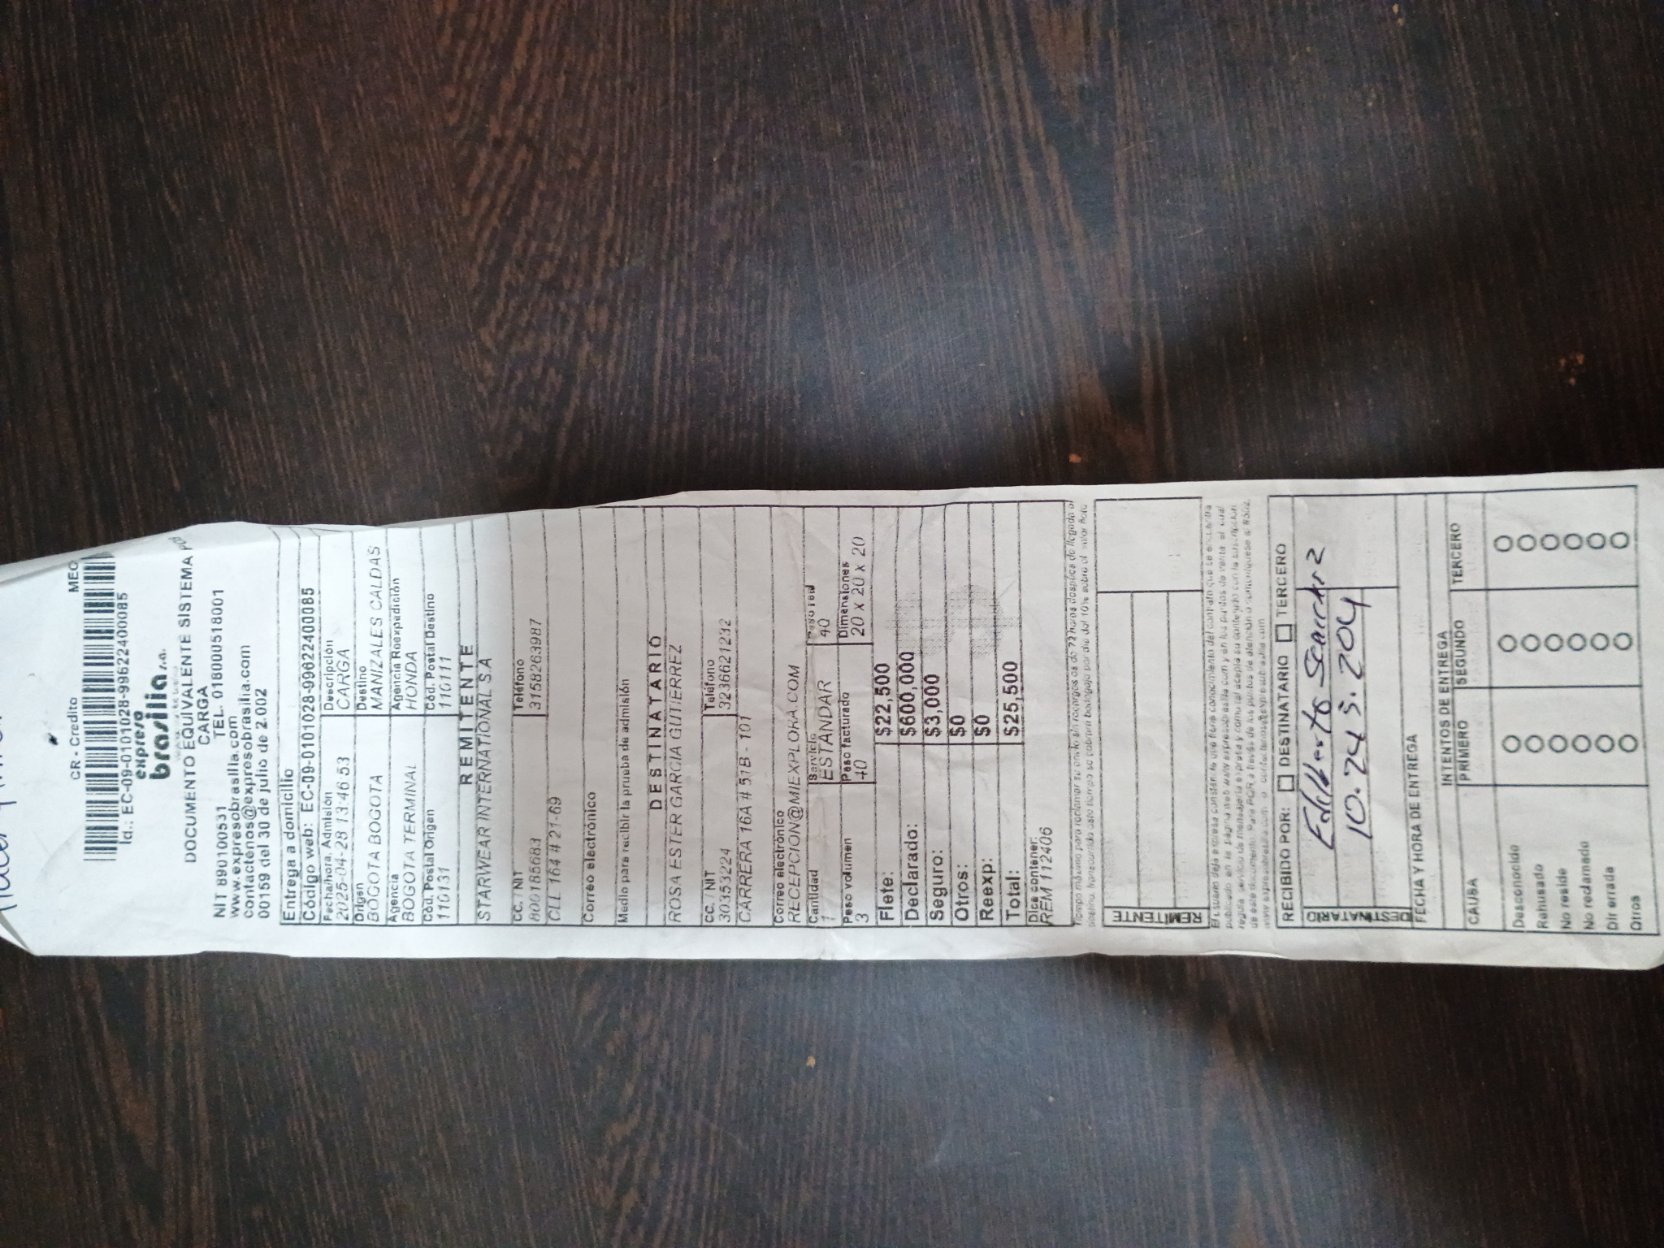 CR - Credito
Id.: EC-09-0101028-99622400085
expreso
brasilia s.a.
DOCUMENTO EQUIVALENTE SISTEMA
CARGA
NIT 8901000531 TEL. 018000518001
www.expresobrasilia.com
contactenos@expresobrasilia.com
00159 del 30 de julio de 2.002
Entrega a domicilio
Código web: EC-09-0101028-99622400085
Fecha/hora. Admisión Descripción
2025-04-28 13:46 53 CARGA
Origen Destino
BOGOTA BOGOTA MANIZALES CALDAS
Agencia Agencia Reexpedición
BOGOTA TERMINAL HONDA
Cód. Postal Origen Cód. Postal Destino
110131 110111
REMITENTE
STARWEAR INTERNATIONAL S.A
CC. NIT Teléfono
800185683 3158263987
CLL 164 # 21-69
Correo electrónico
Medio para recibir la prueba de admisión
DESTINATARIO
ROSA ESTER GARCIA GUTIERREZ
CC. NIT Teléfono
30353224 3236621232
CARRERA 16A # 51B - 101
Correo electrónico
RECEPCION@MIEXPLORA.COM
Cantidad Servicio Peso real
1 ESTANDAR 40
Peso volumen Peso facturado Dimensiones
3 40 20 x 20 x 20
Flete: $22,500
Declarado: $600,000
Seguro: $3,000
Otros: $0
Reexp: $0
Total: $25,500
Dice contener:
REM 112406
REMITENTE
RECIBIDO POR: DESTINATARIO TERCERO
DESTINATARIO
10.245.204
FECHA Y HORA DE ENTREGA
INTENTOS DE ENTREGA
CAUSA PRIMERO SEGUNDO TERCERO
Desconocido
Rehusado
No reside
No reclamado
Dir errada
Otros